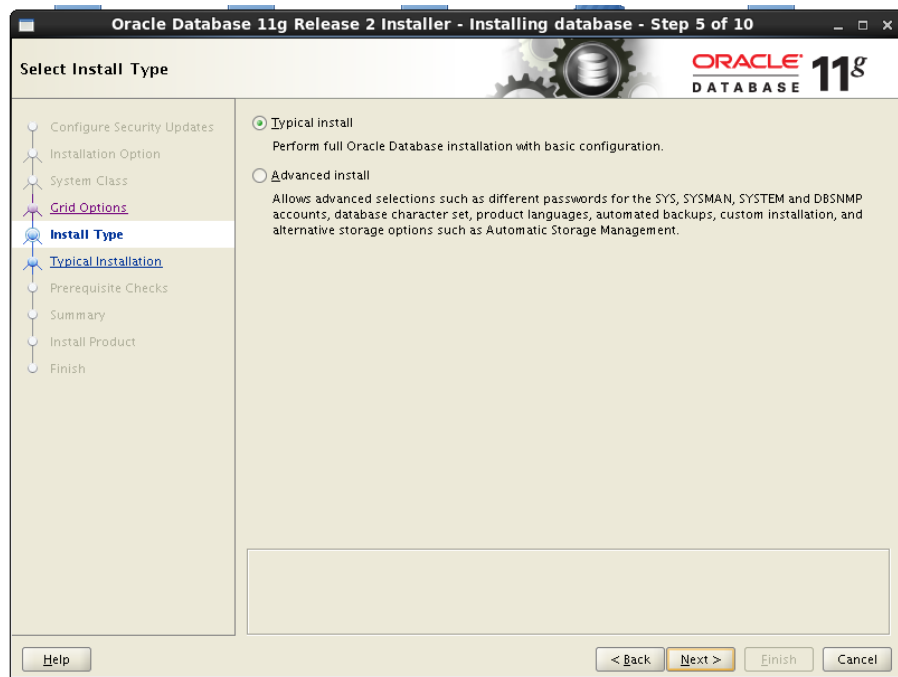 Oracle Database 11g Release 2 Installer - Installing database - Step 5 of 10
Select Install Type
ORACLE
DATABASE
11g
Configure Security Updates
Installation Option
System Class
Grid Options
Install Type
Typical Installation
Prerequisite Checks
Summary
Install Product
Finish
Typical install
Perform full Oracle Database installation with basic configuration.
Advanced install
Allows advanced selections such as different passwords for the SYS, SYSMAN, SYSTEM and DBSNMP
accounts, database character set, product languages, automated backups, custom installation, and
alternative storage options such as Automatic Storage Management.
Help
< Back
Next >
Finish
Cancel